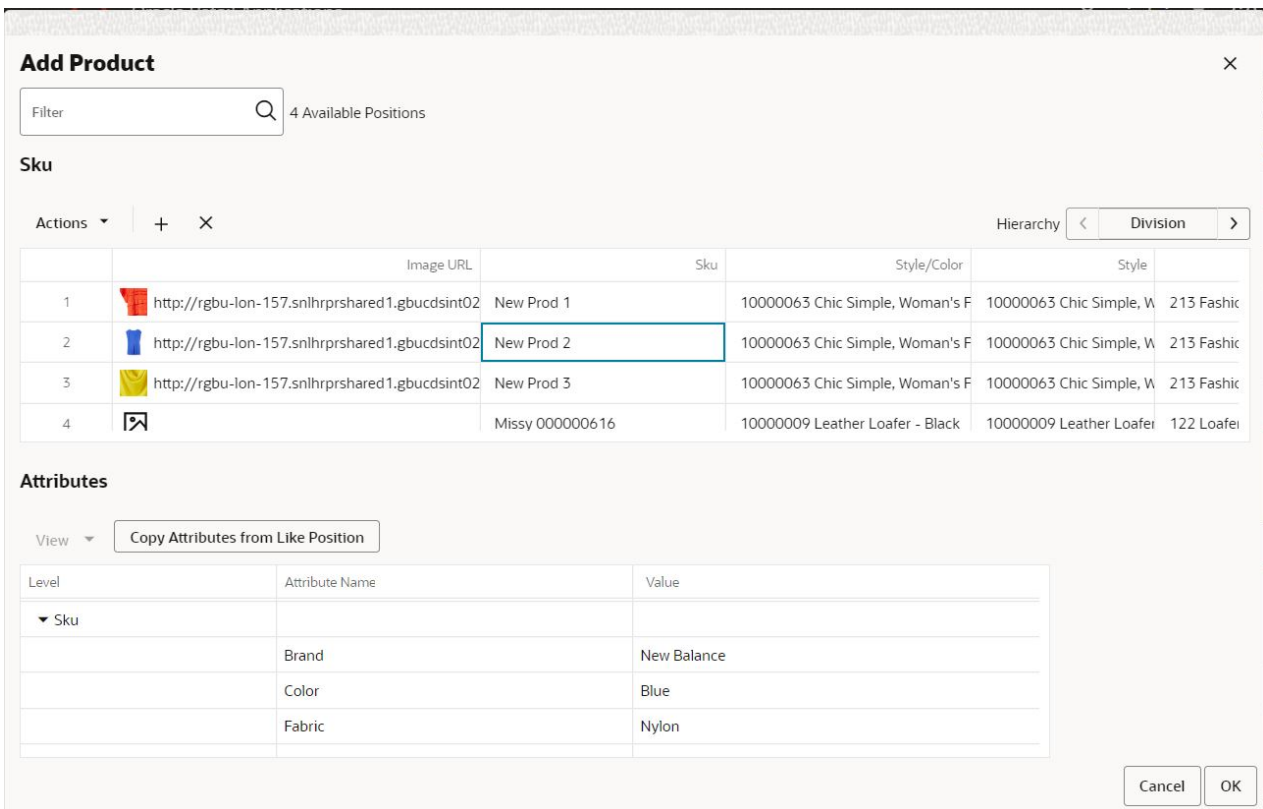 Add Product
Filter
4 Available Positions
Sku
Actions
Hierarchy
Division
Image URL Sku Style/Color Style
1 http://rgbu-lon-157.snlhrprshared1.gbucdsint02 New Prod 1 10000063 Chic Simple, Woman's F 10000063 Chic Simple, W 213 Fashic
2 http://rgbu-lon-157.snlhrprshared1.gbucdsint02 New Prod 2 10000063 Chic Simple, Woman's F 10000063 Chic Simple, W 213 Fashic
3 http://rgbu-lon-157.snlhrprshared1.gbucdsint02 New Prod 3 10000063 Chic Simple, Woman's F 10000063 Chic Simple, W 213 Fashic
4 Missy 000000616 10000009 Leather Loafer - Black 10000009 Leather Loafer 122 Loafer
Attributes
View Copy Attributes from Like Position
Level Attribute Name Value
Sku
Brand New Balance
Color Blue
Fabric Nylon
Cancel OK